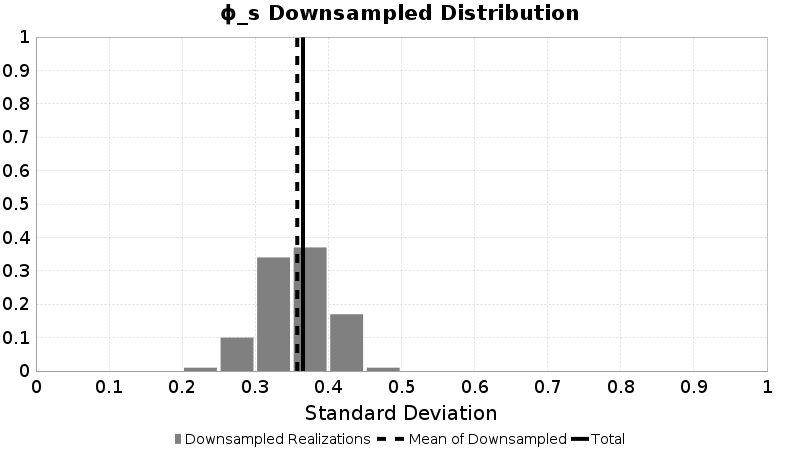 ϕ_s Downsampled Distribution
1
0.9
0.8
0.7
0.6
0.5
0.4
0.3
0.2
0.1
0
0 0.1 0.2 0.3 0.4 0.5 0.6 0.7 0.8 0.9 1
Standard Deviation
Downsampled Realizations Mean of Downsampled Total